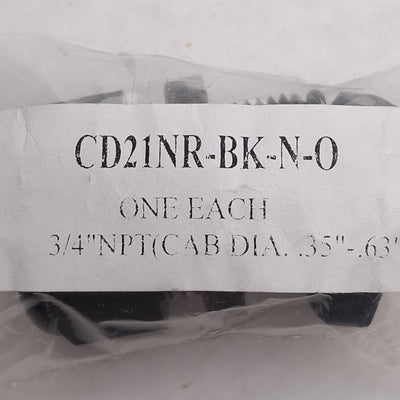 CD21NR-BK-N-O
ONE EACH
3/4"NPT(CAB DIA. .35"-.63"